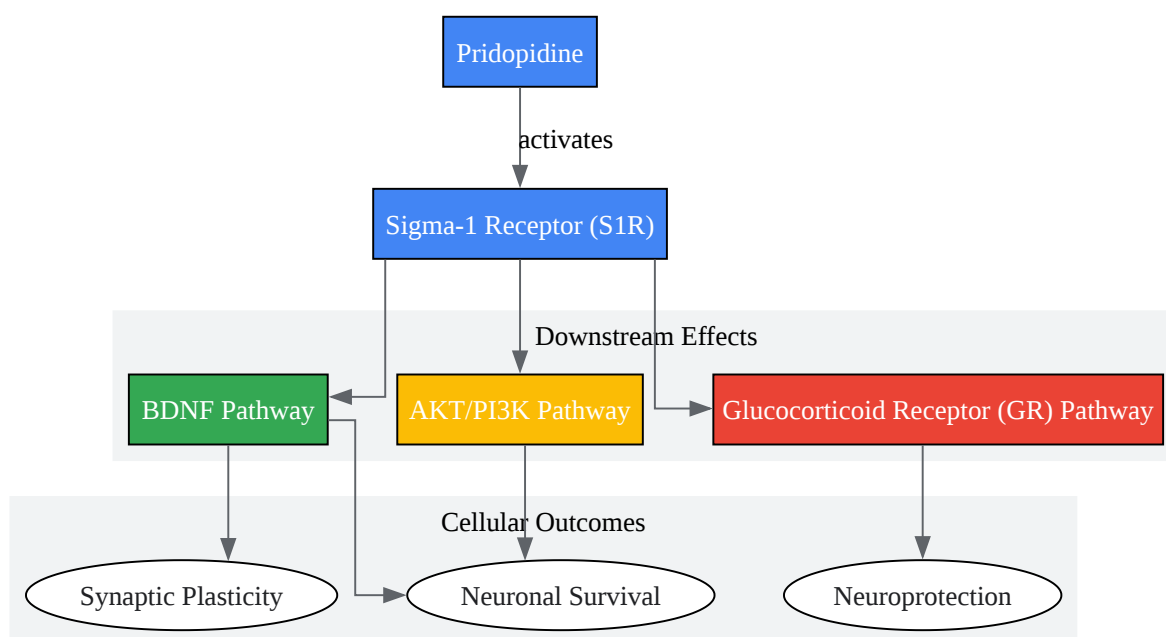 Pridopidine
activates
Sigma-1 Receptor (S1R)
Downstream Effects
BDNF Pathway
AKT/PI3K Pathway
Glucocorticoid Receptor (GR) Pathway
Cellular Outcomes
Synaptic Plasticity
Neuronal Survival
Neuroprotection